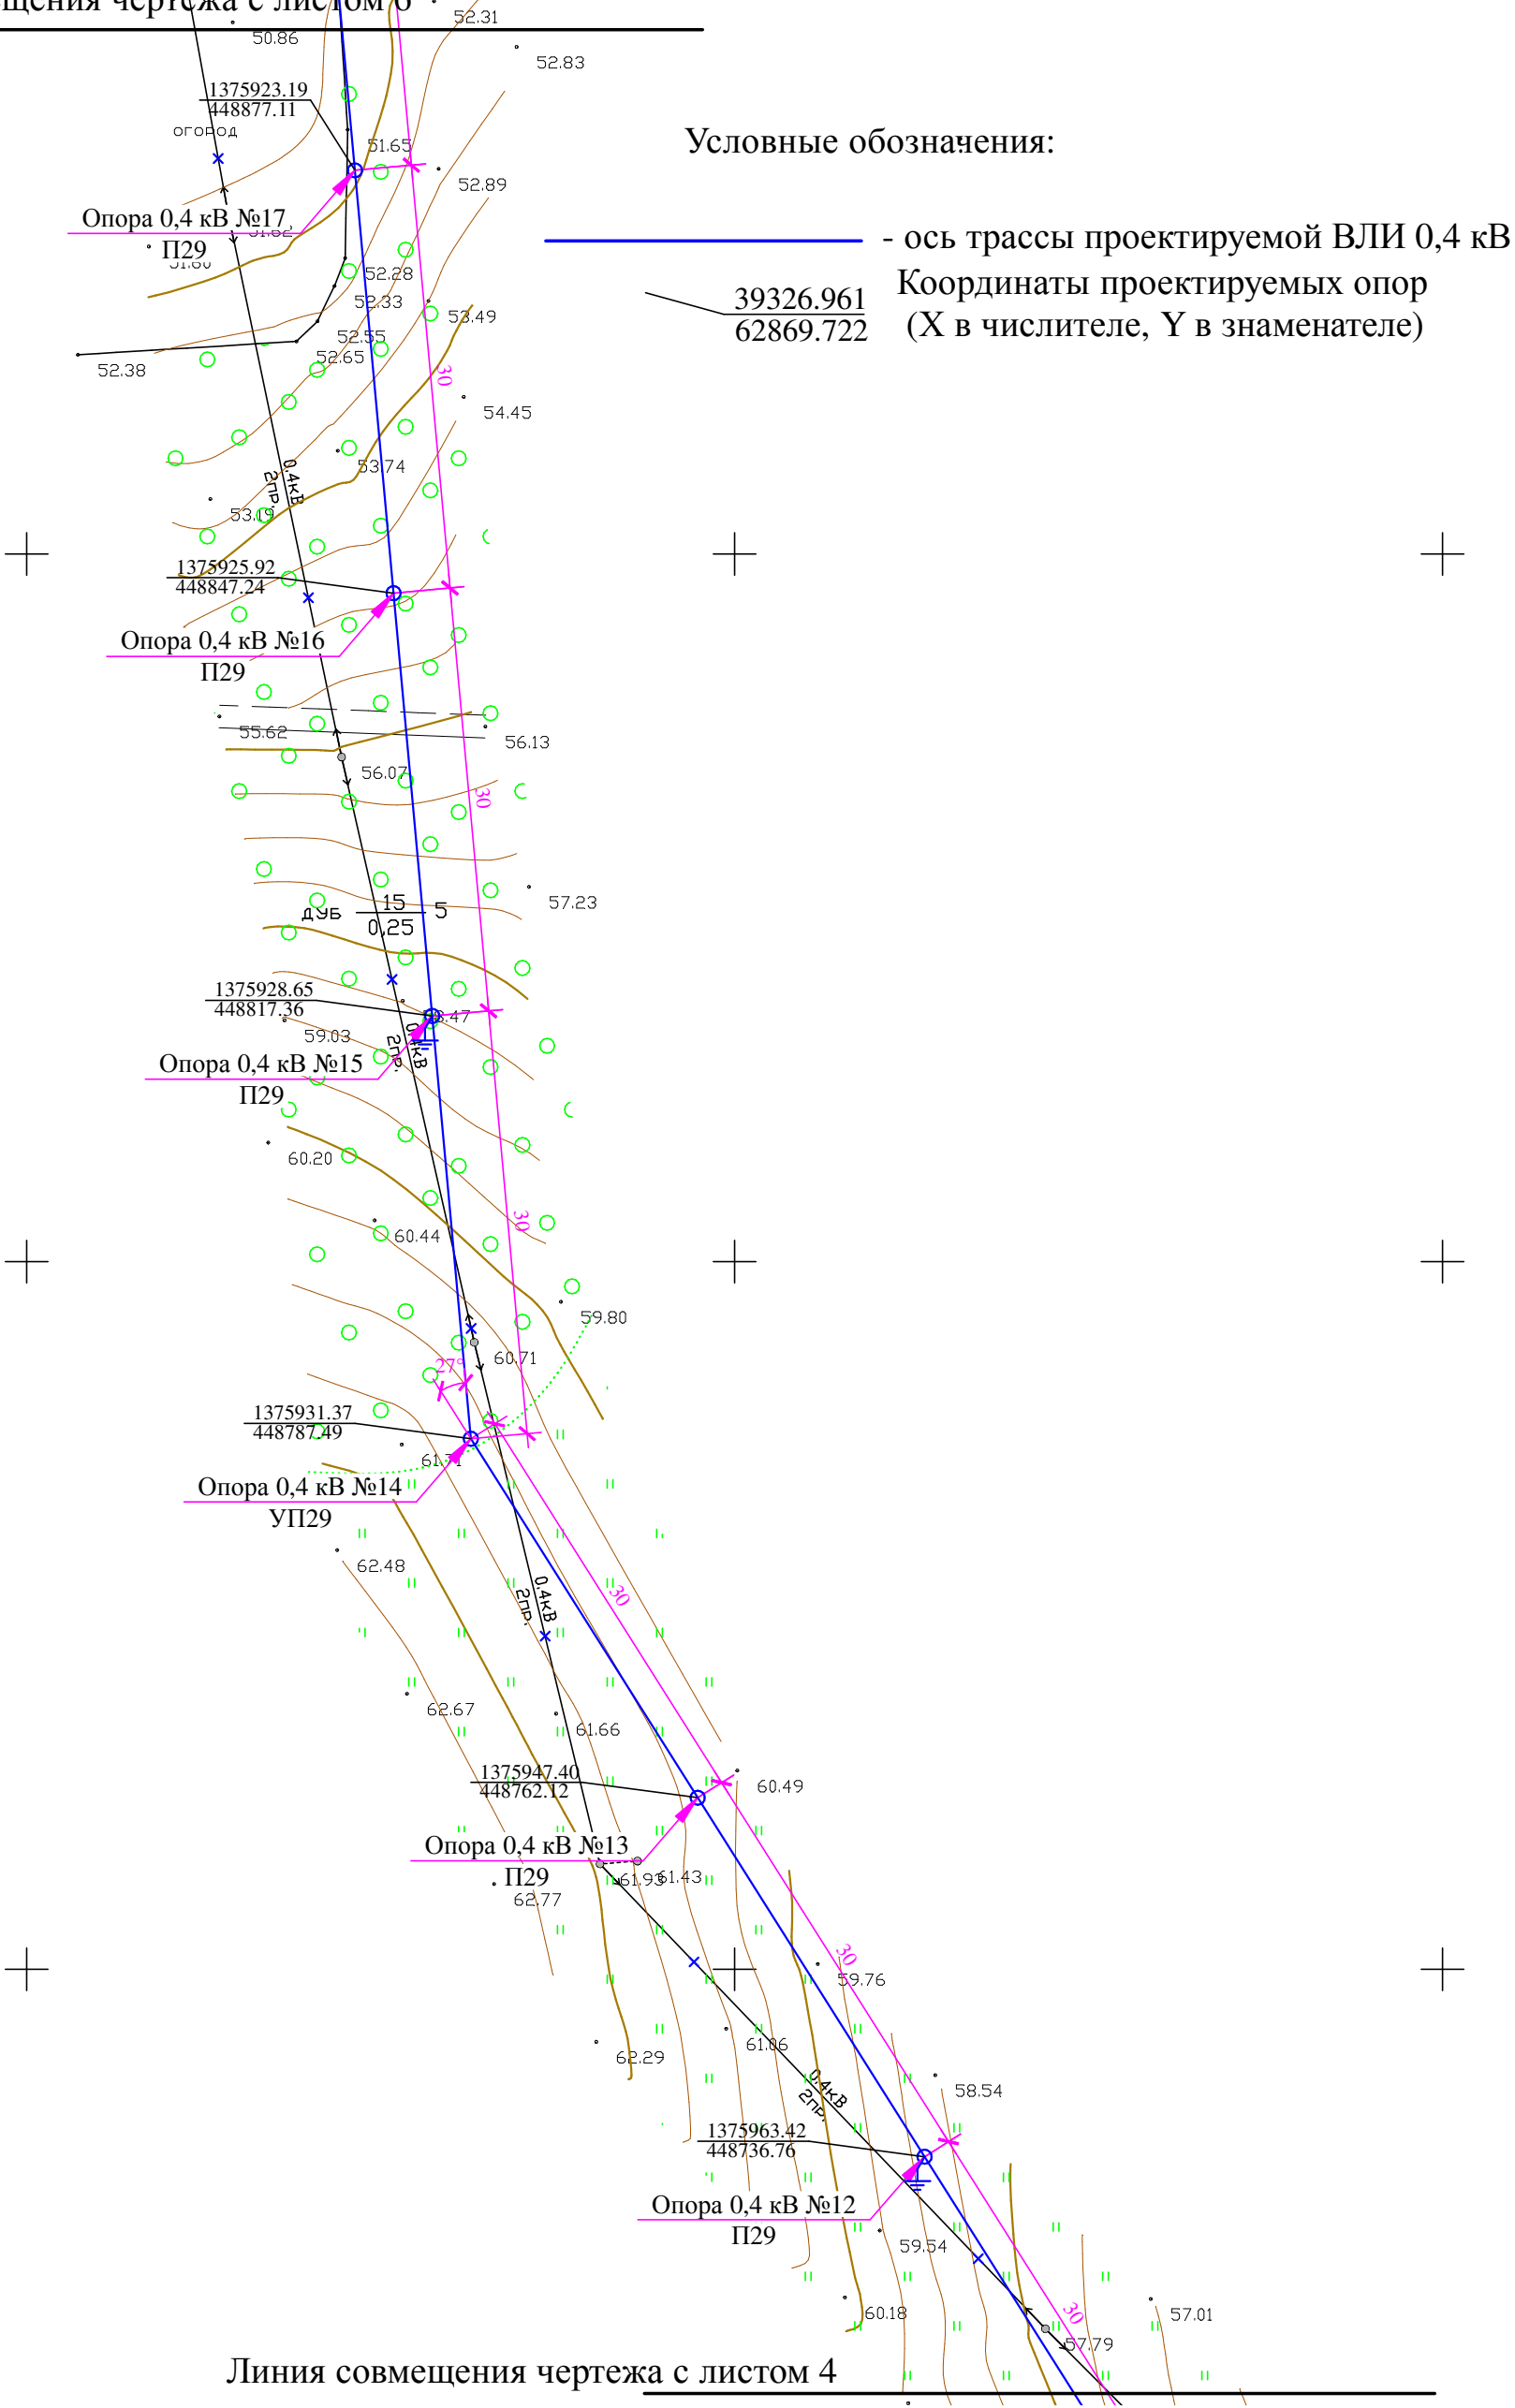 щения чертежа с листом 6
52.31
50.86
52.83
1375923.19
448877.11
ОГОРОД
51.65
Условные обозначения:
52.89
Опора 0,4 кВ №17
П29
- ось трассы проектируемой ВЛИ 0,4 кВ
52.28
39326.961
62869.722
Координаты проектируемых опор
(X в числителе, Y в знаменателе)
52.33
53.49
52.55
52.65
52.38
30
54.45
53.74
0.4кВ
2пр.
53.19
1375925.92
448847.24
Опора 0,4 кВ №16
П29
55.62
56.13
56.07
30
57.23
ДУБ
15
0,25
5
1375928.65
448817.36
59.03
0.4кВ
2пр.
Опора 0,4 кВ №15
П29
60.20
30
60.44
59.80
60.71
27°
1375931.37
448787.49
61.71
Опора 0,4 кВ №14
УП29
62.48
30
0.4кВ
2пр.
62.67
61.66
1375947.40
448762.12
60.49
Опора 0,4 кВ №13
П29
61.93
61.43
62.77
30
59.76
61.06
62.29
0.4кВ
2пр.
58.54
1375963.42
448736.76
Опора 0,4 кВ №12
П29
59.54
60.18
30
57.01
57.79
Линия совмещения чертежа с листом 4